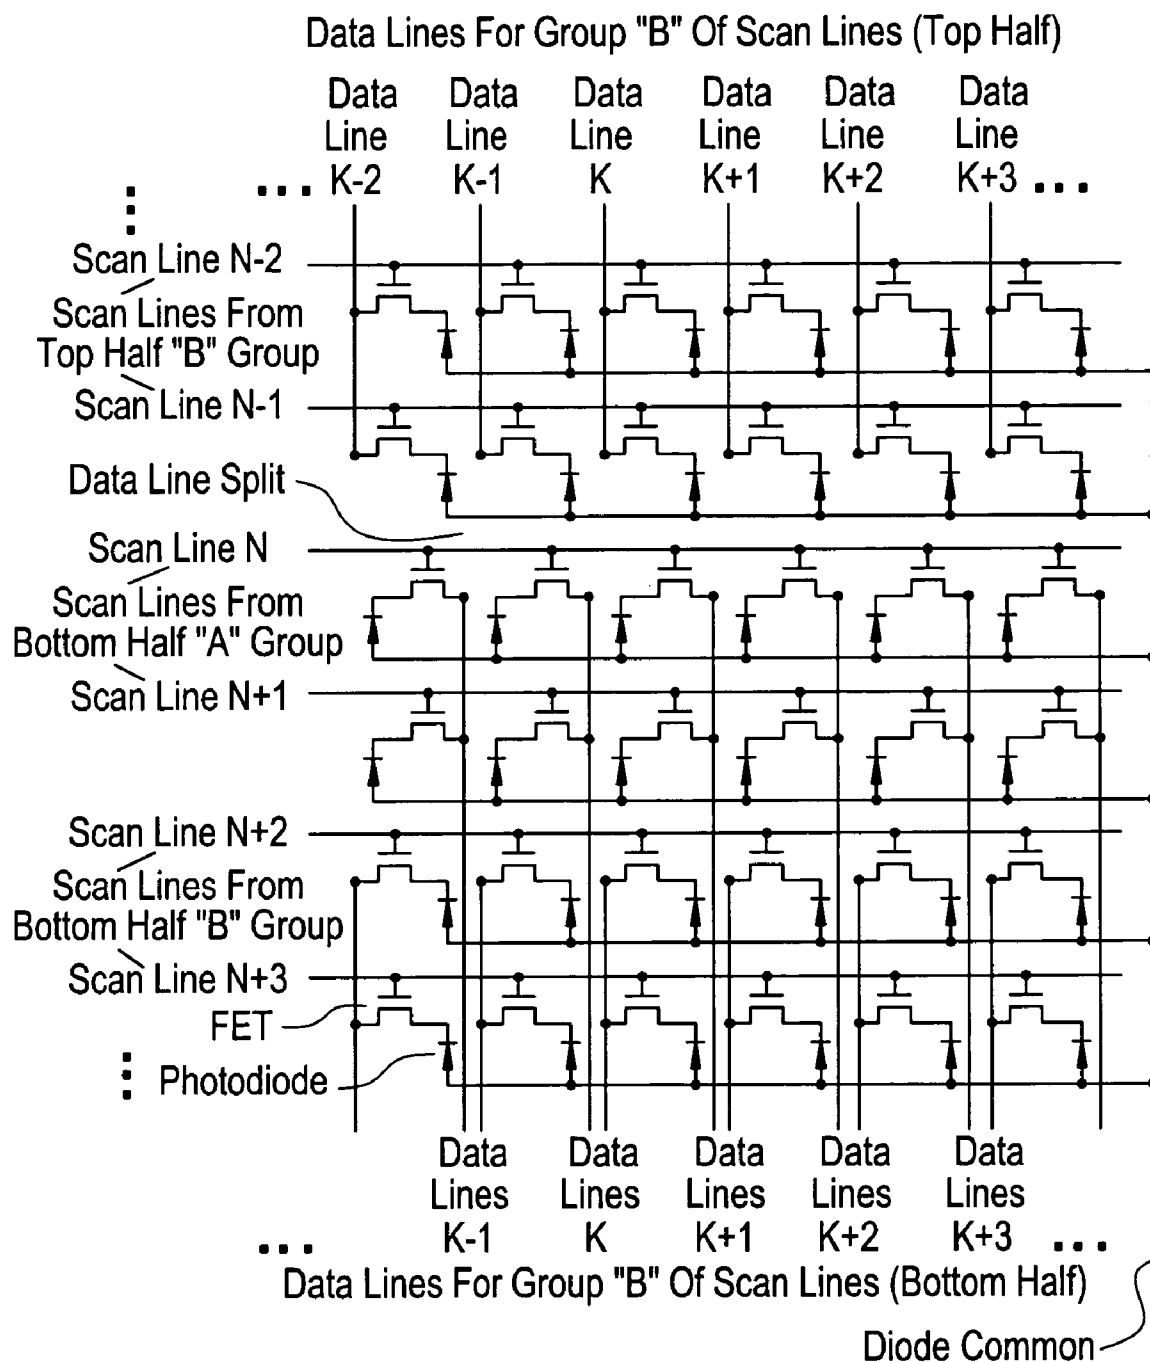 Data Lines For Group "B" Of Scan Lines (Top Half)
Data Line K-2
Data Line K-1
Data Line K
Data Line K+1
Data Line K+2
Data Line K+3
Scan Line N-2
Scan Lines From
Top Half "B" Group
Scan Line N-1
Data Line Split
Scan Line N
Scan Lines From
Bottom Half "A" Group
Scan Line N+1
Scan Line N+2
Scan Lines From
Bottom Half "B" Group
Scan Line N+3
FET
Photodiode
Data Lines K-1
Data Lines K
Data Lines K+1
Data Lines K+2
Data Lines K+3
Data Lines For Group "B" Of Scan Lines (Bottom Half)
Diode Common